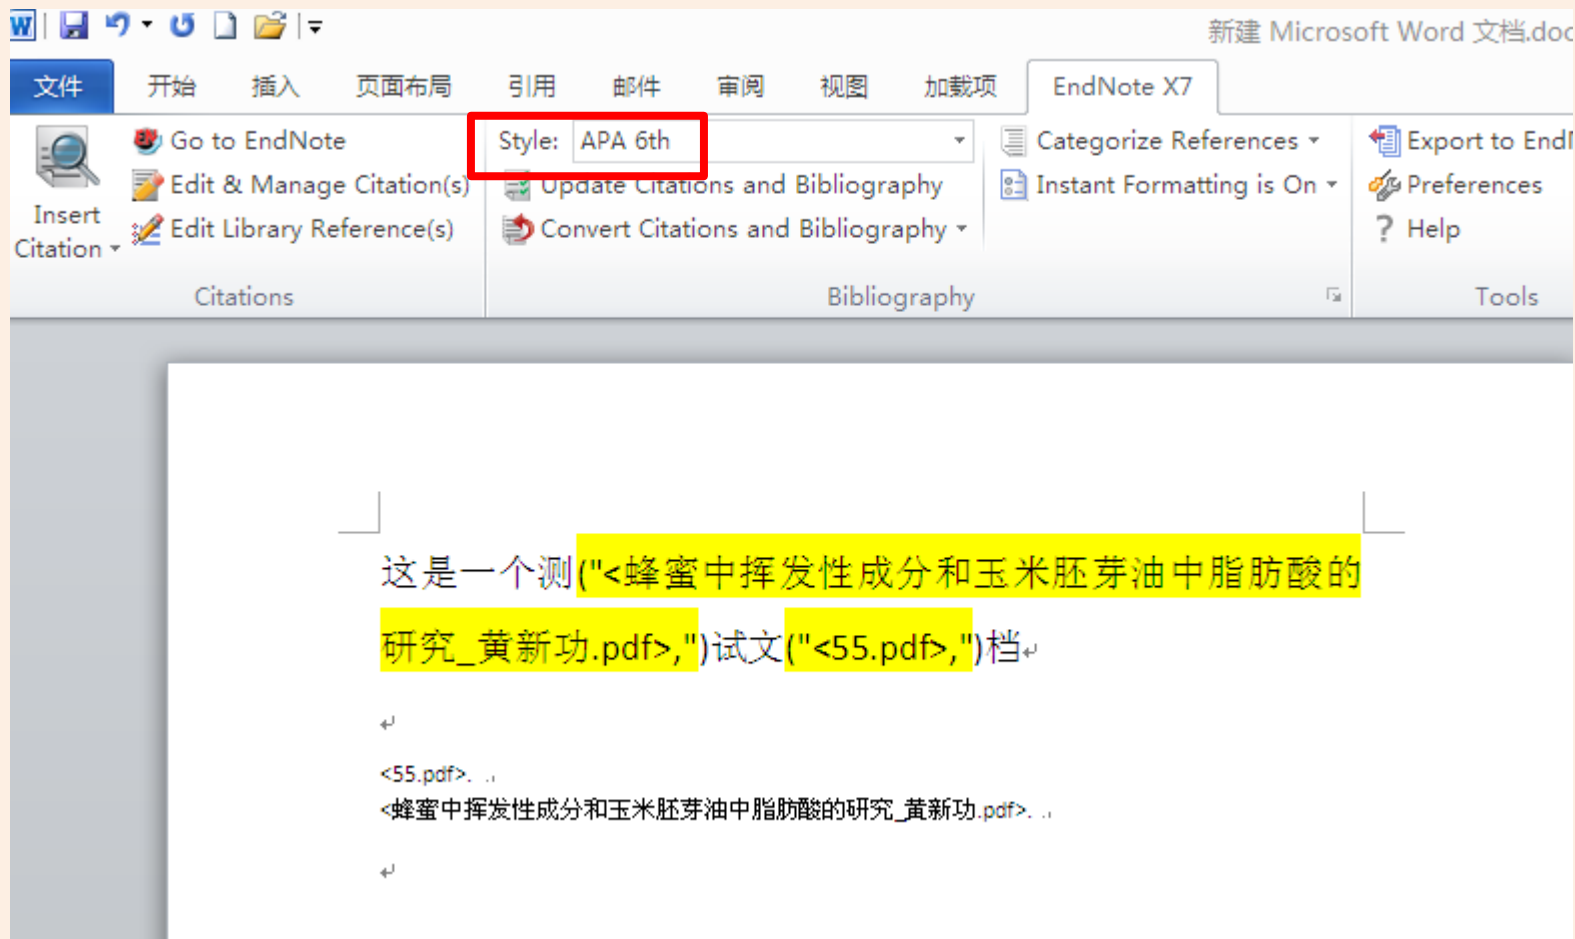 新建 Microsoft Word 文档.doc
文件 开始 插入 页面布局 引用 邮件 审阅 视图 加载项 EndNote X7
Go to EndNote Style: APA 6th Categorize References Export to End
Edit & Manage Citation(s) Update Citations and Bibliography Instant Formatting is On Preferences
Insert Citation Edit Library Reference(s) Convert Citations and Bibliography ? Help
Citations Bibliography Tools
这是一个测("<蜂蜜中挥发性成分和玉米胚芽油中脂肪酸的
研究_黄新功.pdf>,")试文("<55.pdf>,")档
<55.pdf>.
<蜂蜜中挥发性成分和玉米胚芽油中脂肪酸的研究_黄新功.pdf>.